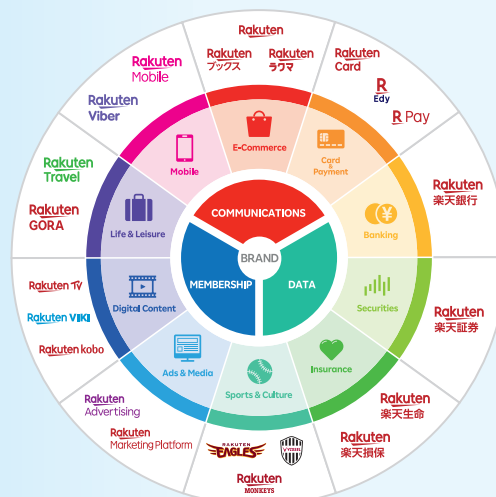 Rakuten
Rakuten
ブックス
Rakuten
ラクマ
Rakuten
Card
R
Edy
R Pay
Rakuten
Mobile
Rakuten
Viber
E-Commerce
Card
&
Payment
Mobile
Rakuten
Travel
Rakuten
GORA
Life & Leisure
Banking
Rakuten
楽天銀行
COMMUNICATIONS
BRAND
MEMBERSHIP
DATA
Rakuten TV
Rakuten VIKI
Rakuten kobo
Digital Content
Securities
Rakuten
楽天証券
Ads & Media
Sports & Culture
Insurance
Rakuten
Advertising
Rakuten
Marketing Platform
RAKUTEN
EAGLES
VISSEL
Rakuten
MONKEYS
Rakuten
楽天生命
Rakuten
楽天損保